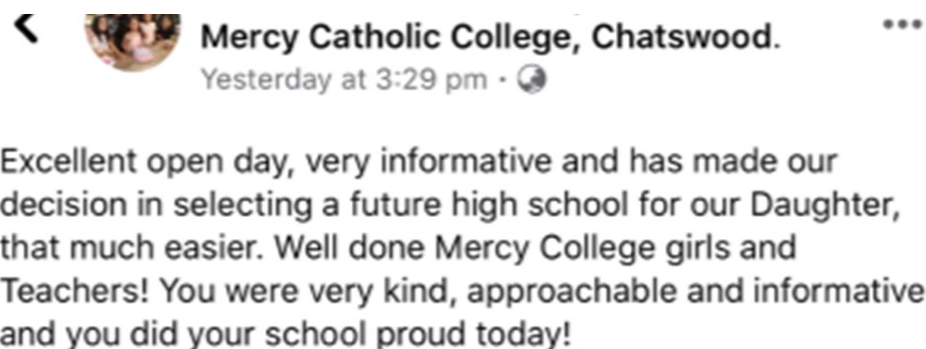 Mercy Catholic College, Chatswood.
Yesterday at 3:29 pm ·
Excellent open day, very informative and has made our
decision in selecting a future high school for our Daughter,
that much easier. Well done Mercy College girls and
Teachers! You were very kind, approachable and informative
and you did your school proud today!